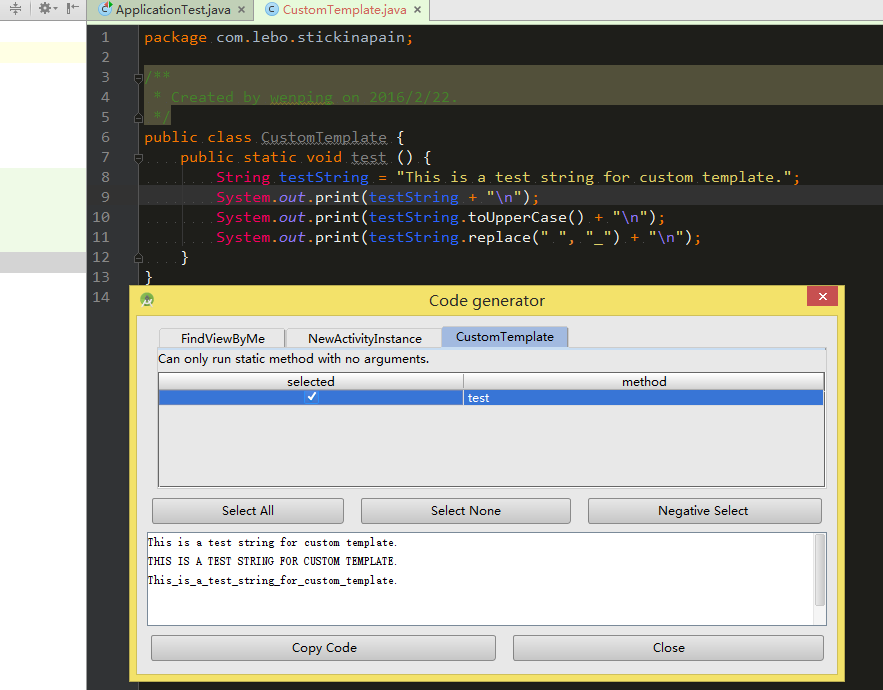 ApplicationTest.java
CustomTemplate.java
1 package com.lebo.stickinapain;
2
3 /**
4 * Created by wenping on 2016/2/22.
5 */
6 public class CustomTemplate {
7 public static void test () {
8 String testString = "This is a test string for custom template.";
9 System.out.print(testString + "\n");
10 System.out.print(testString.toUpperCase() + "\n");
11 System.out.print(testString.replace(" ", "_") + "\n");
12 }
13 }
14
Code generator
FindViewByMe NewActivityInstance CustomTemplate
Can only run static method with no arguments.
selected method
test
Select All Select None Negative Select
This is a test string for custom template.
THIS IS A TEST STRING FOR CUSTOM TEMPLATE.
This_is_a_test_string_for_custom_template.
Copy Code Close